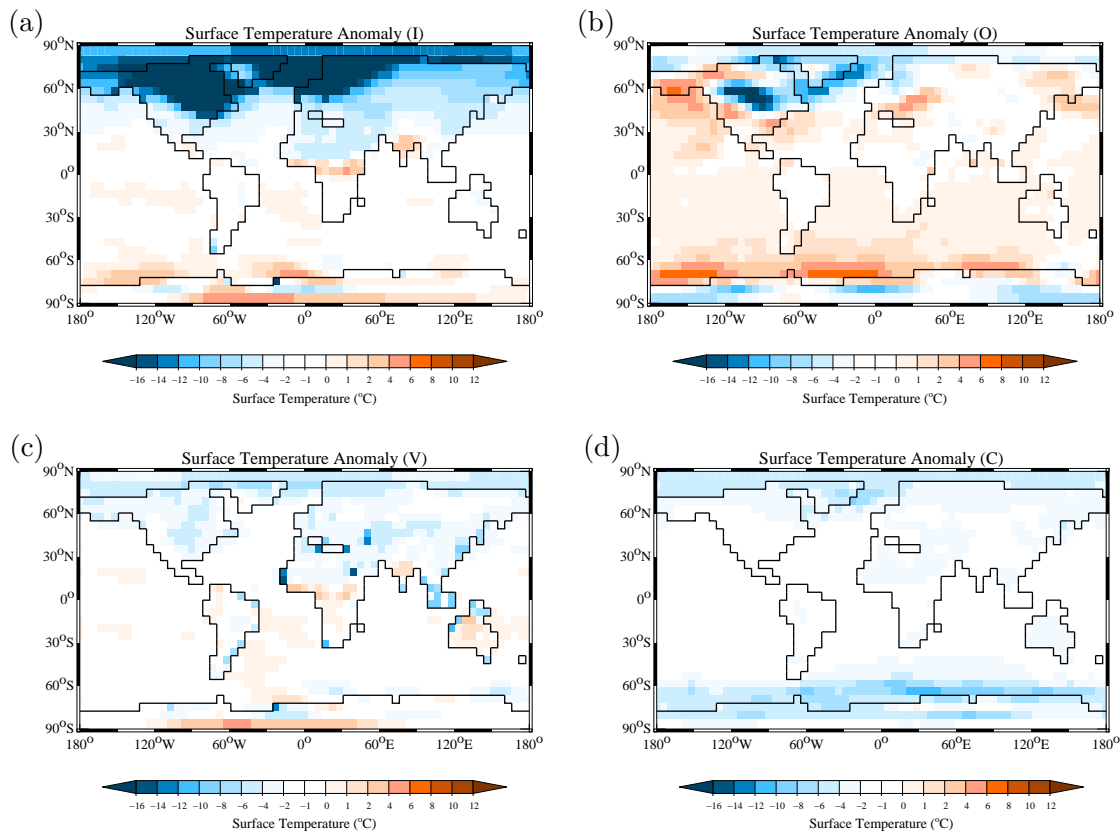 (a)
Surface Temperature Anomaly (I)
90°N
60°N
30°N
0°
30°S
60°S
90°S
180° 120°W 60°W 0° 60°E 120°E 180°
−16 −14 −12 −10 −8 −6 −4 −2 0 1 2 4 6 8 10 12
Surface Temperature (°C)
(b)
Surface Temperature Anomaly (O)
90°N
60°N
30°N
0°
30°S
60°S
90°S
180° 120°W 60°W 0° 60°E 120°E 180°
−16 −14 −12 −10 −8 −6 −4 −2 0 1 2 4 6 8 10 12
Surface Temperature (°C)
(c)
Surface Temperature Anomaly (V)
90°N
60°N
30°N
0°
30°S
60°S
90°S
180° 120°W 60°W 0° 60°E 120°E 180°
−16 −14 −12 −10 −8 −6 −4 −2 0 1 2 4 6 8 10 12
Surface Temperature (°C)
(d)
Surface Temperature Anomaly (C)
90°N
60°N
30°N
0°
30°S
60°S
90°S
180° 120°W 60°W 0° 60°E 120°E 180°
−16 −14 −12 −10 −8 −6 −4 −2 0 1 2 4 6 8 10 12
Surface Temperature (°C)